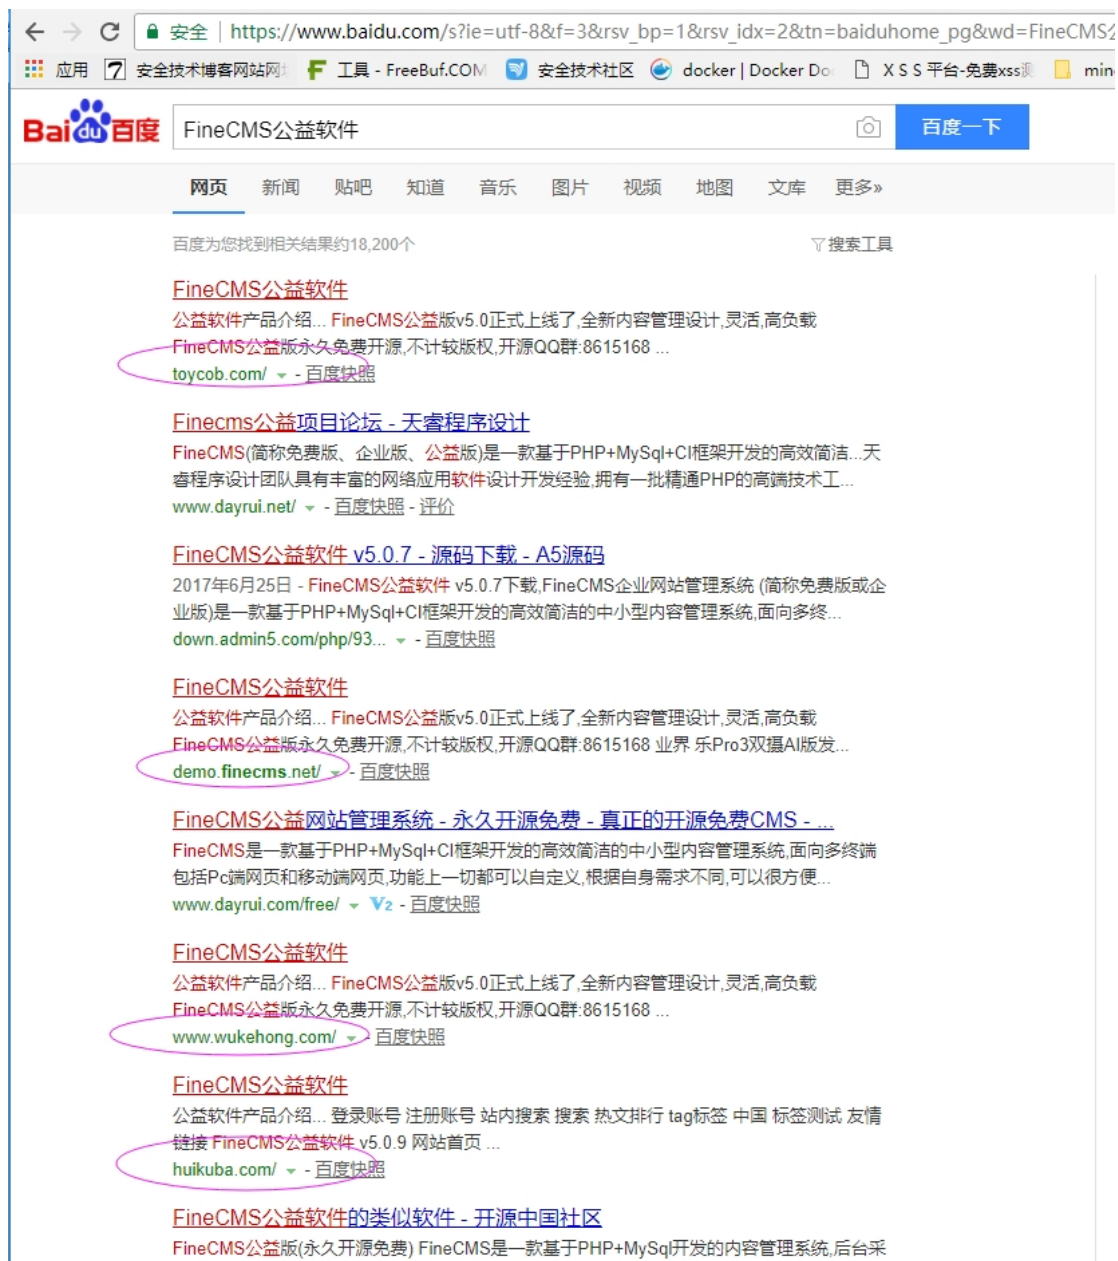 安全 | https://www.baidu.com/s?ie=utf-8&f=3&rsv_bp=1&rsv_idx=2&tn=baiduhome_pg&wd=FineCMS
应用 安全技术博客网站网 工具 - FreeBuf.COM 安全技术社区 docker | Docker Do XSS平台-免费xss测 min
Bai du 百度 FineCMS公益软件 百度一下
网页 新闻 贴吧 知道 音乐 图片 视频 地图 文库 更多»
百度为您找到相关结果约18,200个 搜索工具
FineCMS公益软件
公益软件产品介绍... FineCMS公益版v5.0正式上线了,全新内容管理设计,灵活,高负载
FineCMS公益版永久免费开源,不计较版权,开源QQ群:8615168 ...
toycob.com/ - 百度快照
Finecms公益项目论坛 - 天睿程序设计
FineCMS(简称免费版、企业版、公益版)是一款基于PHP+MySql+CI框架开发的高效简洁...天
睿程序设计团队具有丰富的网络应用软件设计开发经验,拥有一批精通PHP的高端技术工...
www.dayrui.net/ - 百度快照 - 评价
FineCMS公益软件 v5.0.7 - 源码下载 - A5源码
2017年6月25日 - FineCMS公益软件 v5.0.7下载,FineCMS企业网站管理系统 (简称免费版或企
业版)是一款基于PHP+MySql+CI框架开发的高效简洁的中小型内容管理系统,面向多终...
down.admin5.com/php/93... - 百度快照
FineCMS公益软件
公益软件产品介绍... FineCMS公益版v5.0正式上线了,全新内容管理设计,灵活,高负载
FineCMS公益版永久免费开源,不计较版权,开源QQ群:8615168 业界 乐Pro3双摄AI版发...
demo.finecms.net/ - 百度快照
FineCMS公益网站管理系统 - 永久开源免费 - 真正的开源免费CMS - ...
FineCMS是一款基于PHP+MySql+CI框架开发的高效简洁的中小型内容管理系统,面向多终端
包括Pc端网页和移动端网页,功能上一切都可以自定义,根据自身需求不同,可以很方便...
www.dayrui.com/free/ V2 - 百度快照
FineCMS公益软件
公益软件产品介绍... FineCMS公益版v5.0正式上线了,全新内容管理设计,灵活,高负载
FineCMS公益版永久免费开源,不计较版权,开源QQ群:8615168 ...
www.wukehong.com/ - 百度快照
FineCMS公益软件
公益软件产品介绍... 登录账号 注册账号 站内搜索 搜索 热文排行 tag标签 中国 标签测试 友情
链接 FineCMS公益软件 v5.0.9 网站首页 ...
huikuba.com/ - 百度快照
FineCMS公益软件的类似软件 - 开源中国社区
FineCMS公益版(永久开源免费) FineCMS是一款基于PHP+MySql开发的内容管理系统,后台采